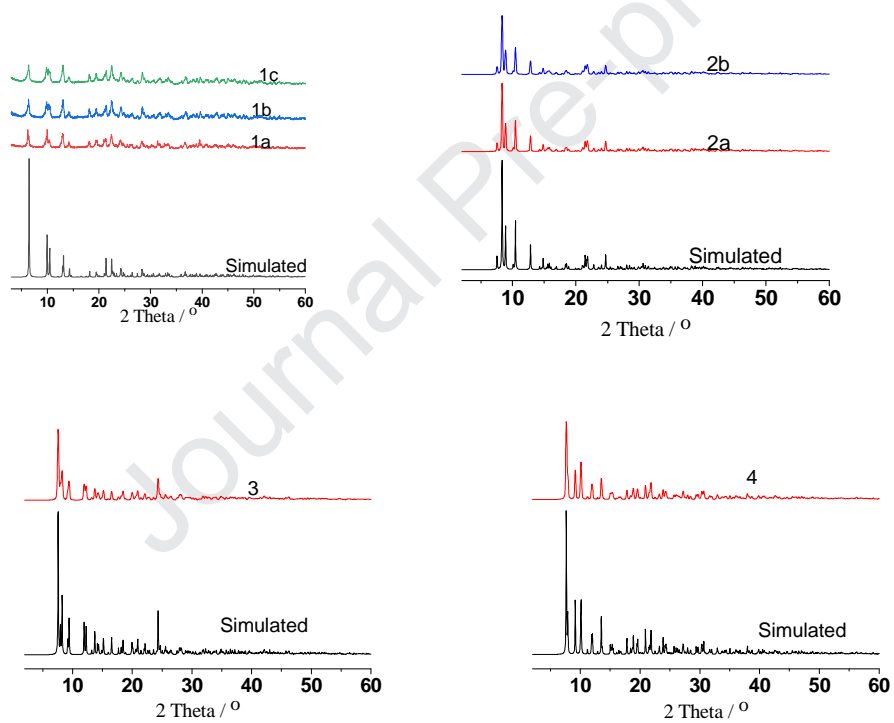 1c
1b
1a
Simulated
10 20 30 40 50 60
2 Theta / o
2b
2a
Simulated
10 20 30 40 50 60
2 Theta / o
3
Simulated
10 20 30 40 50 60
2 Theta / o
4
Simulated
10 20 30 40 50 60
2 Theta / o
Journal Pre-pr